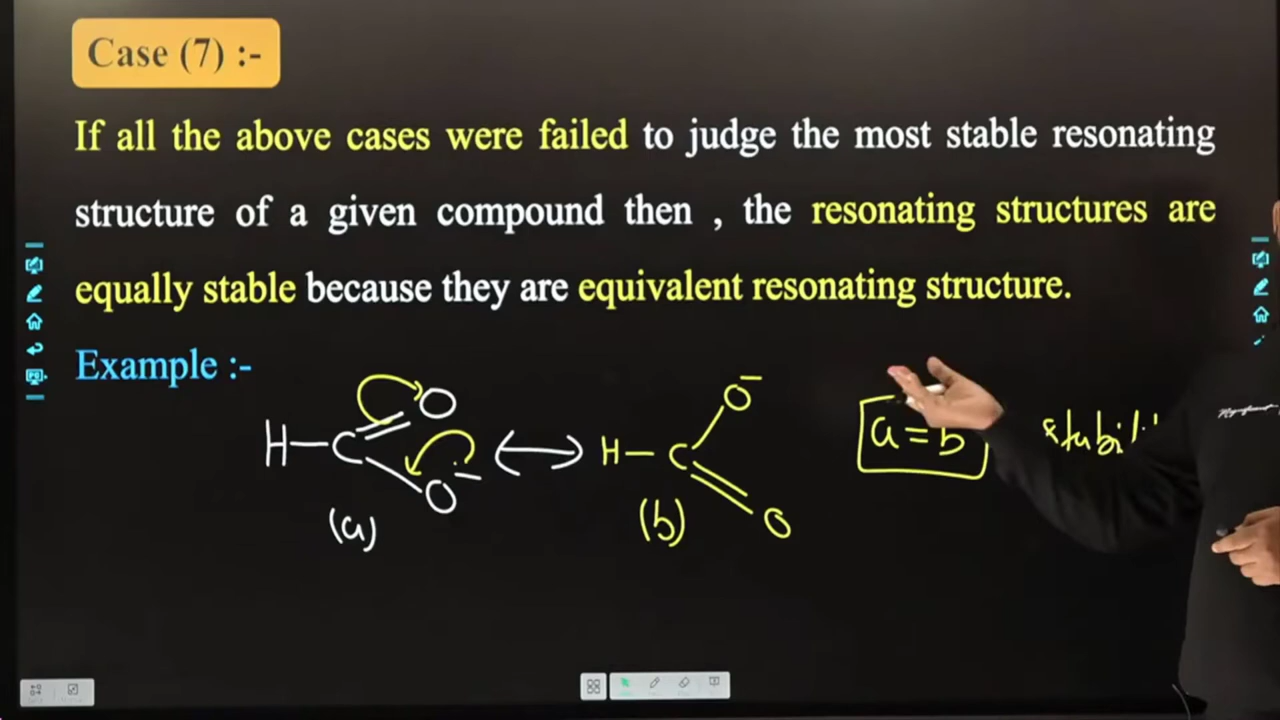 Case (7) :-
If all the above cases were failed to judge the most stable resonating
structure of a given compound then , the resonating structures are
equally stable because they are equivalent resonating structure.
Example :-
H-C=O
O⁻
(a)
↔
H-C=O
O⁻
(b)
a=b
stabili